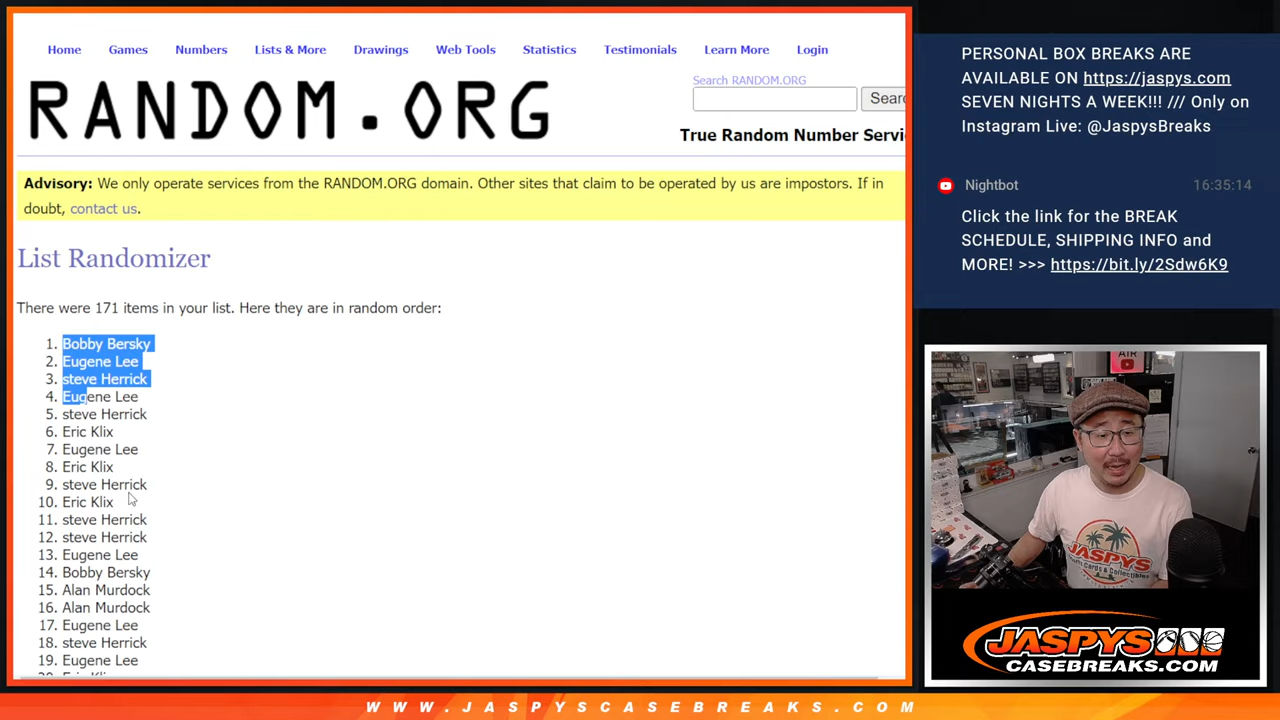 Home Games Numbers Lists & More Drawings Web Tools Statistics Testimonials Learn More Login
Search RANDOM.ORG
RANDOM.ORG
Searc
True Random Number Servi
Advisory: We only operate services from the RANDOM.ORG domain. Other sites that claim to be operated by us are impostors. If in
doubt, contact us.
List Randomizer
There were 171 items in your list. Here they are in random order:
1. Bobby Bersky
2. Eugene Lee
3. steve Herrick
4. Eugene Lee
5. steve Herrick
6. Eric Klix
7. Eugene Lee
8. Eric Klix
9. steve Herrick
10. Eric Klix
11. steve Herrick
12. steve Herrick
13. Eugene Lee
14. Bobby Bersky
15. Alan Murdock
16. Alan Murdock
17. Eugene Lee
18. steve Herrick
19. Eugene Lee
PERSONAL BOX BREAKS ARE
AVAILABLE ON https://jaspys.com
SEVEN NIGHTS A WEEK!!! /// Only on
Instagram Live: @JaspysBreaks
Nightbot 16:35:14
Click the link for the BREAK
SCHEDULE, SHIPPING INFO and
MORE! >>> https://bit.ly/2Sdw6K9
AIR
JASPYS
JASPYS
CASEBREAKS.COM
WWW.JASPYSCASEBREAKS.COM